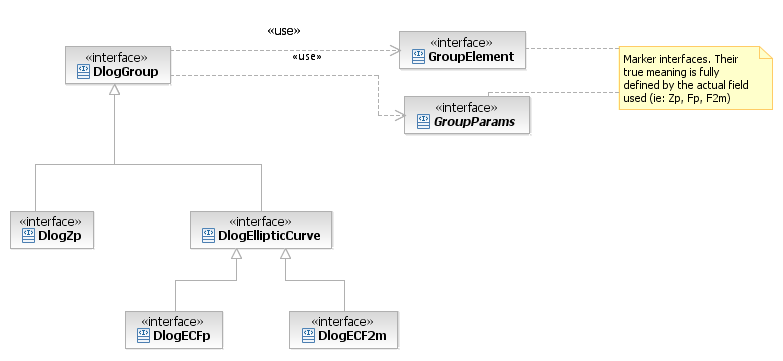 «use»
«interface»
DlogGroup
«use»
«interface»
GroupElement
Marker interfaces. Their
true meaning is fully
defined by the actual field
used (ie: Zp, Fp, F2m)
«interface»
GroupParams
«interface»
DlogZp
«interface»
DlogEllipticCurve
«interface»
DlogECFp
«interface»
DlogECF2m